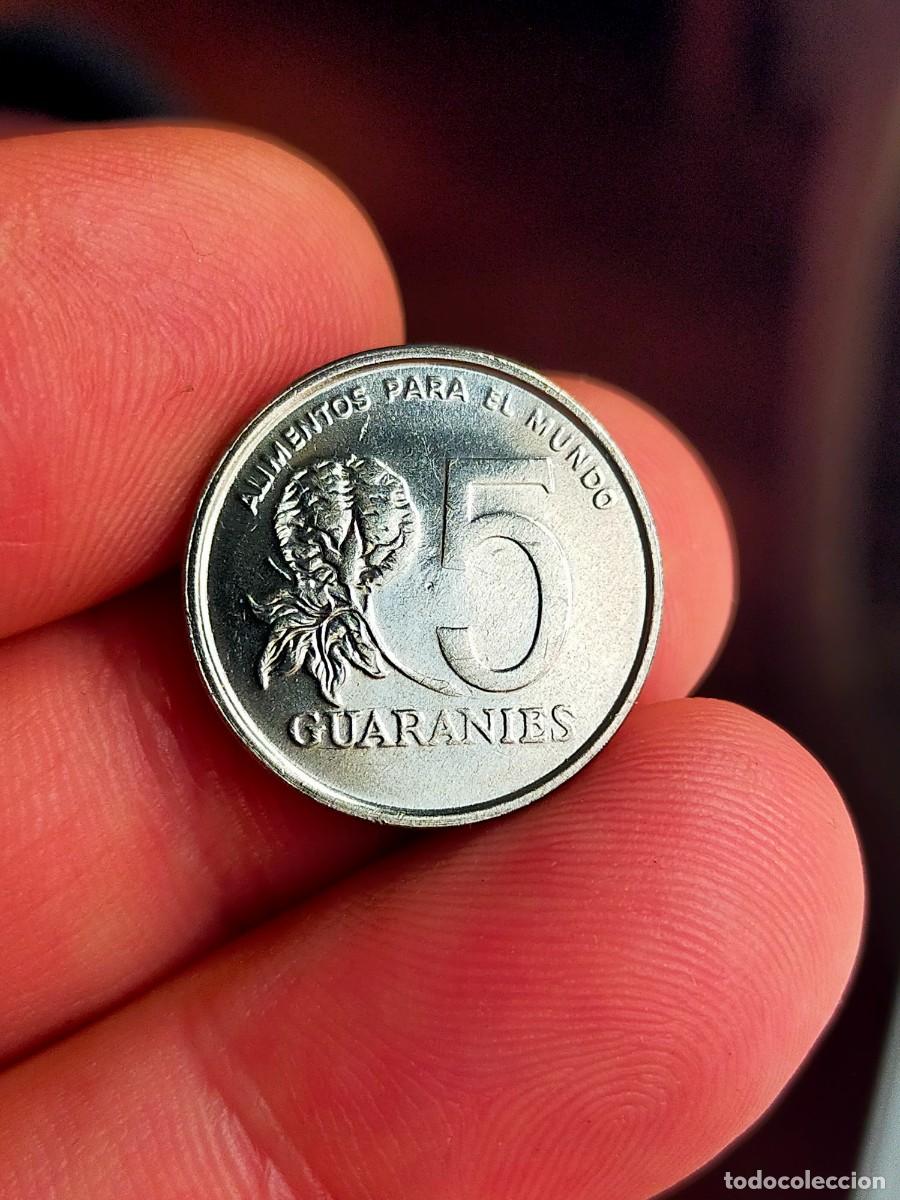 ALIMENTOS PARA EL MUNDO
5
GUARANIES
todocoleccion